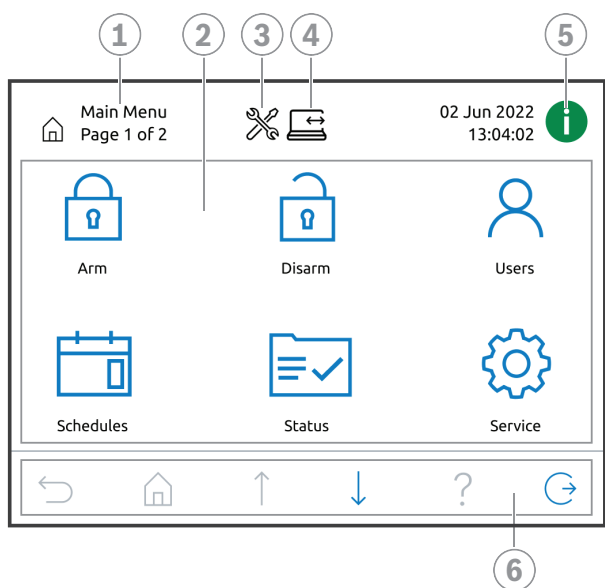 1 2 3 4 5
Main Menu
Page 1 of 2
02 Jun 2022
13:04:02
i
Arm Disarm Users
Schedules Status Service
?
6